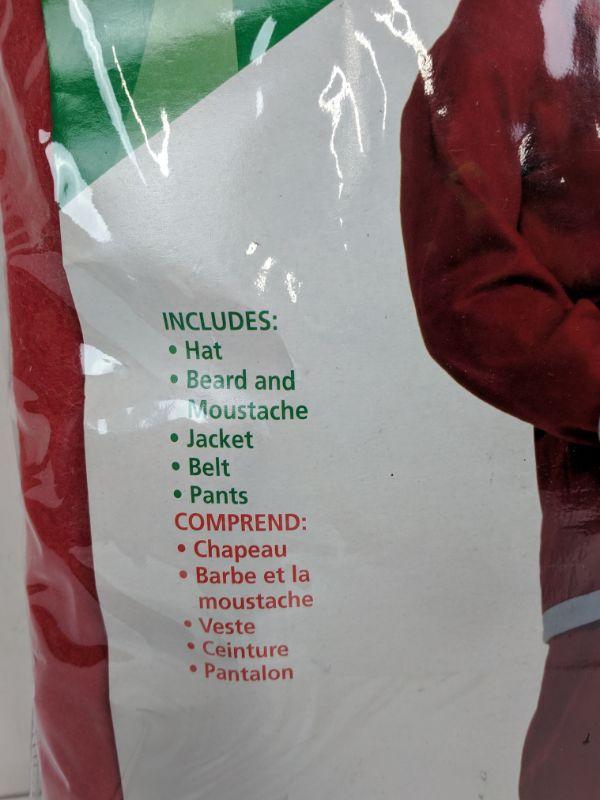 INCLUDES:
• Hat
• Beard and
Moustache
• Jacket
• Belt
• Pants
COMPREND:
• Chapeau
• Barbe et la
moustache
• Veste
• Ceinture
• Pantalon